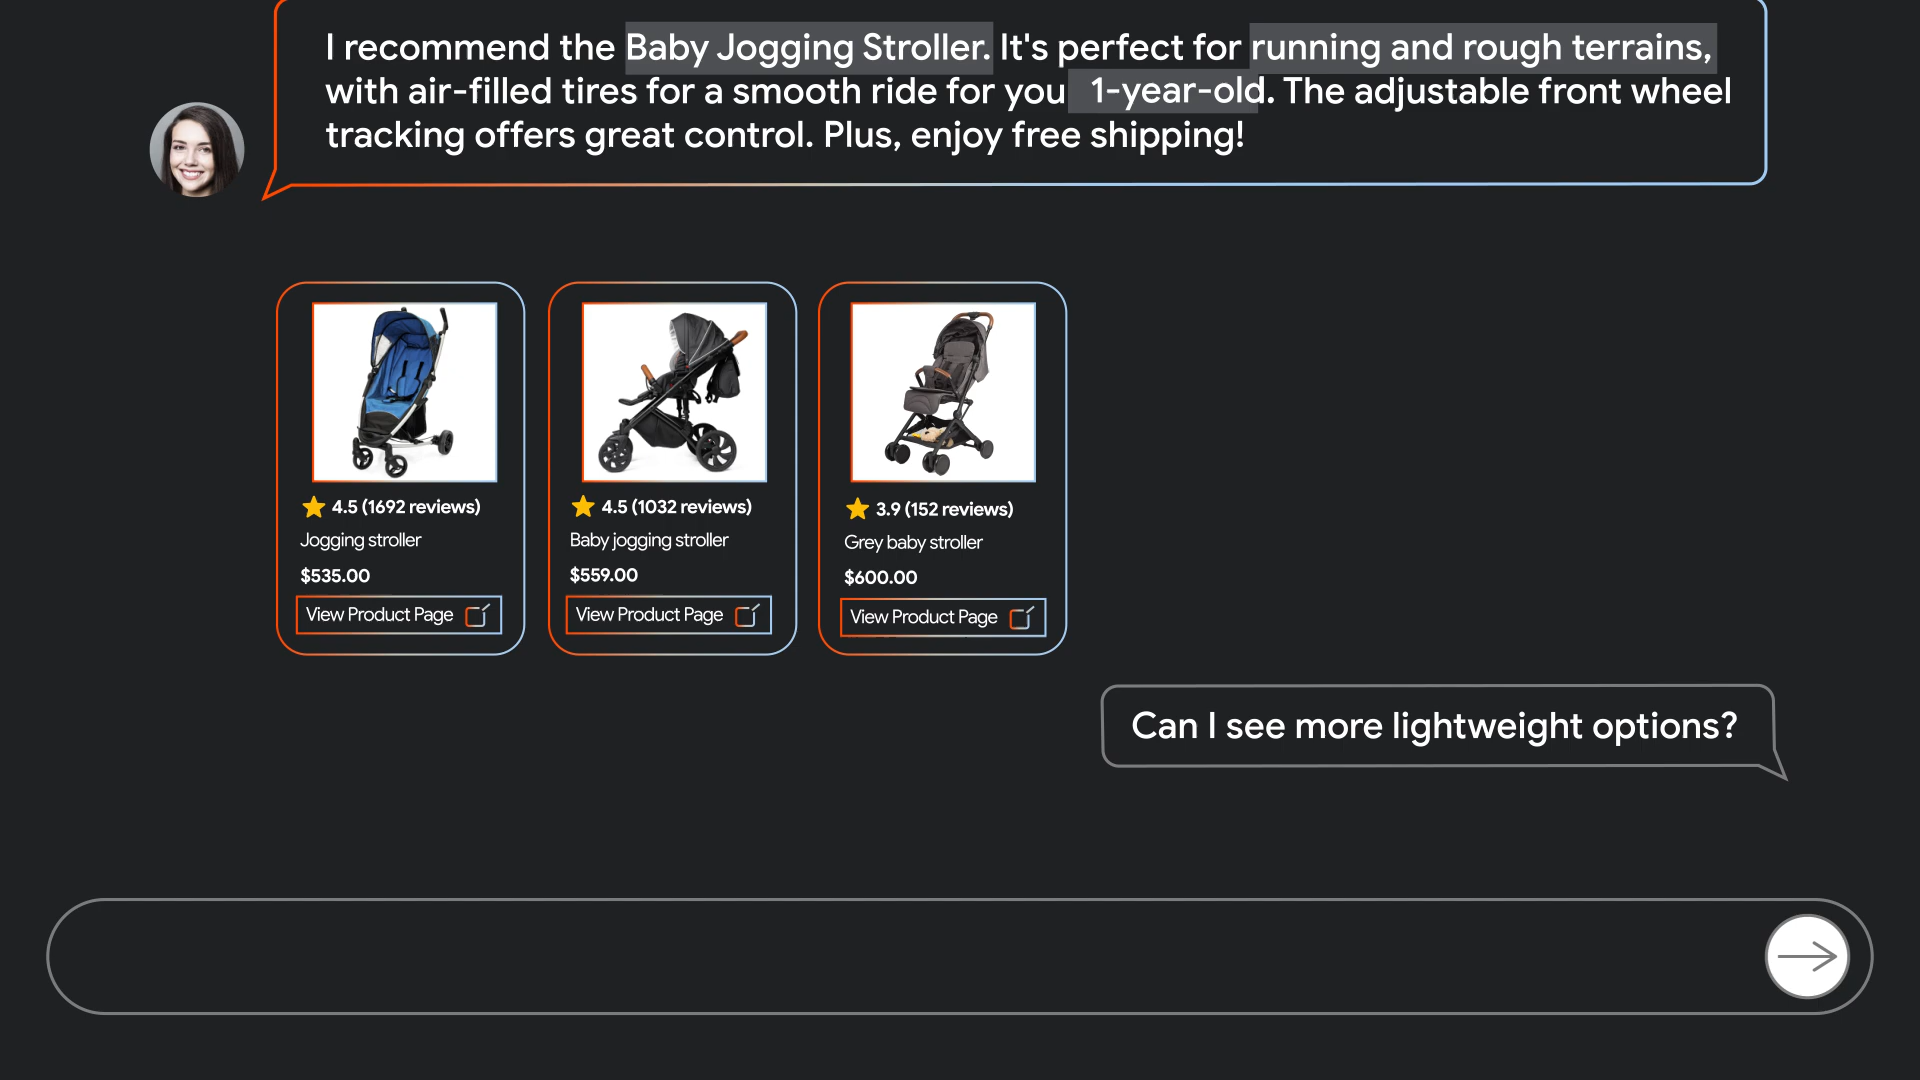 I recommend the Baby Jogging Stroller. It's perfect for running and rough terrains,
with air-filled tires for a smooth ride for you 1-year-old. The adjustable front wheel
tracking offers great control. Plus, enjoy free shipping!
4.5 (1692 reviews)
Jogging stroller
$535.00
View Product Page
4.5 (1032 reviews)
Baby jogging stroller
$559.00
View Product Page
3.9 (152 reviews)
Grey baby stroller
$600.00
View Product Page
Can I see more lightweight options?